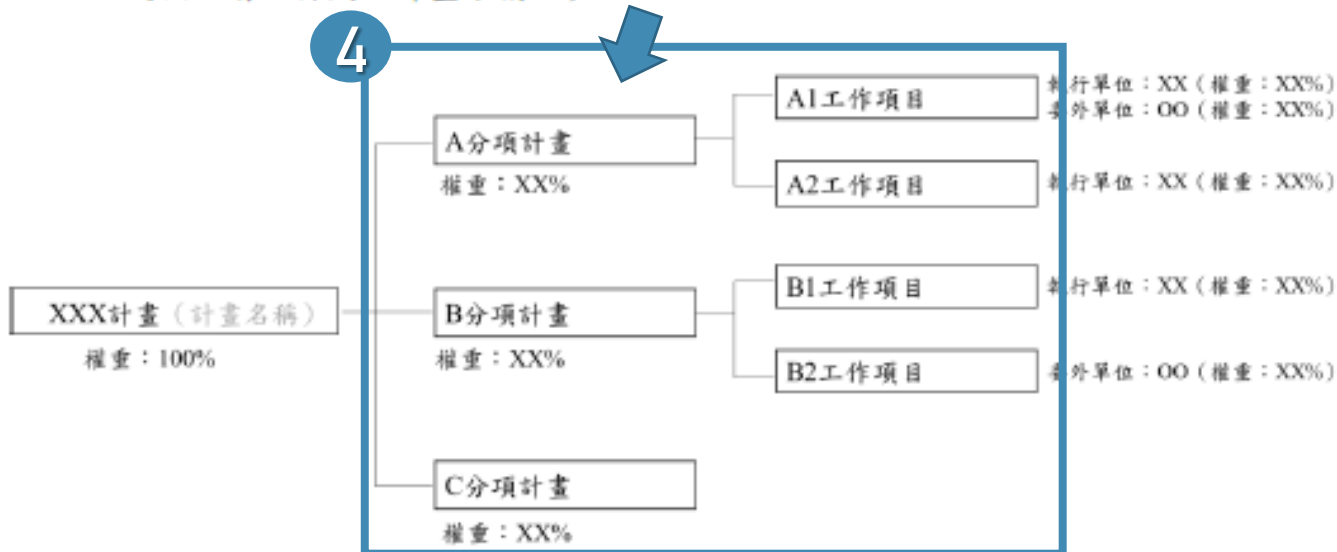 4
A1工作項目
執行單位：XX（權重：XX%）
委外單位：OO（權重：XX%）
A分項計畫
權重：XX%
A2工作項目
執行單位：XX（權重：XX%）
B1工作項目
執行單位：XX（權重：XX%）
XXX計畫（計畫名稱）
權重：100%
B分項計畫
權重：XX%
B2工作項目
委外單位：OO（權重：XX%）
C分項計畫
權重：XX%